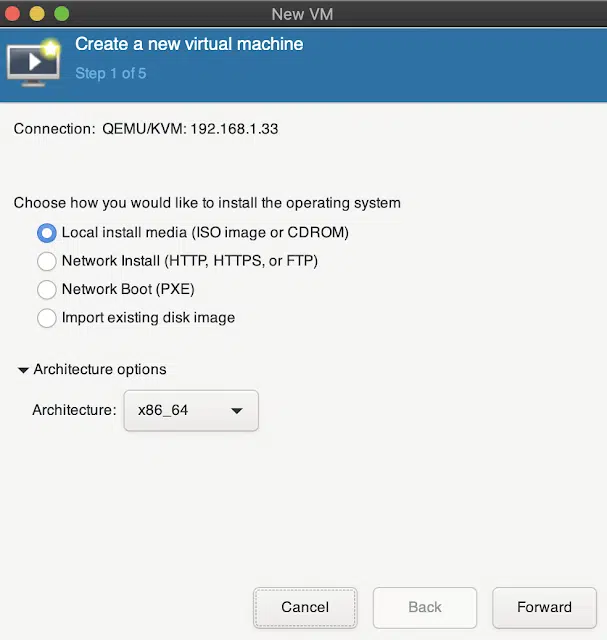 New VM
Create a new virtual machine
Step 1 of 5
Connection: QEMU/KVM: 192.168.1.33
Choose how you would like to install the operating system
Local install media (ISO image or CDROM)
Network Install (HTTP, HTTPS, or FTP)
Network Boot (PXE)
Import existing disk image
Architecture options
Architecture: x86_64
Cancel Back Forward